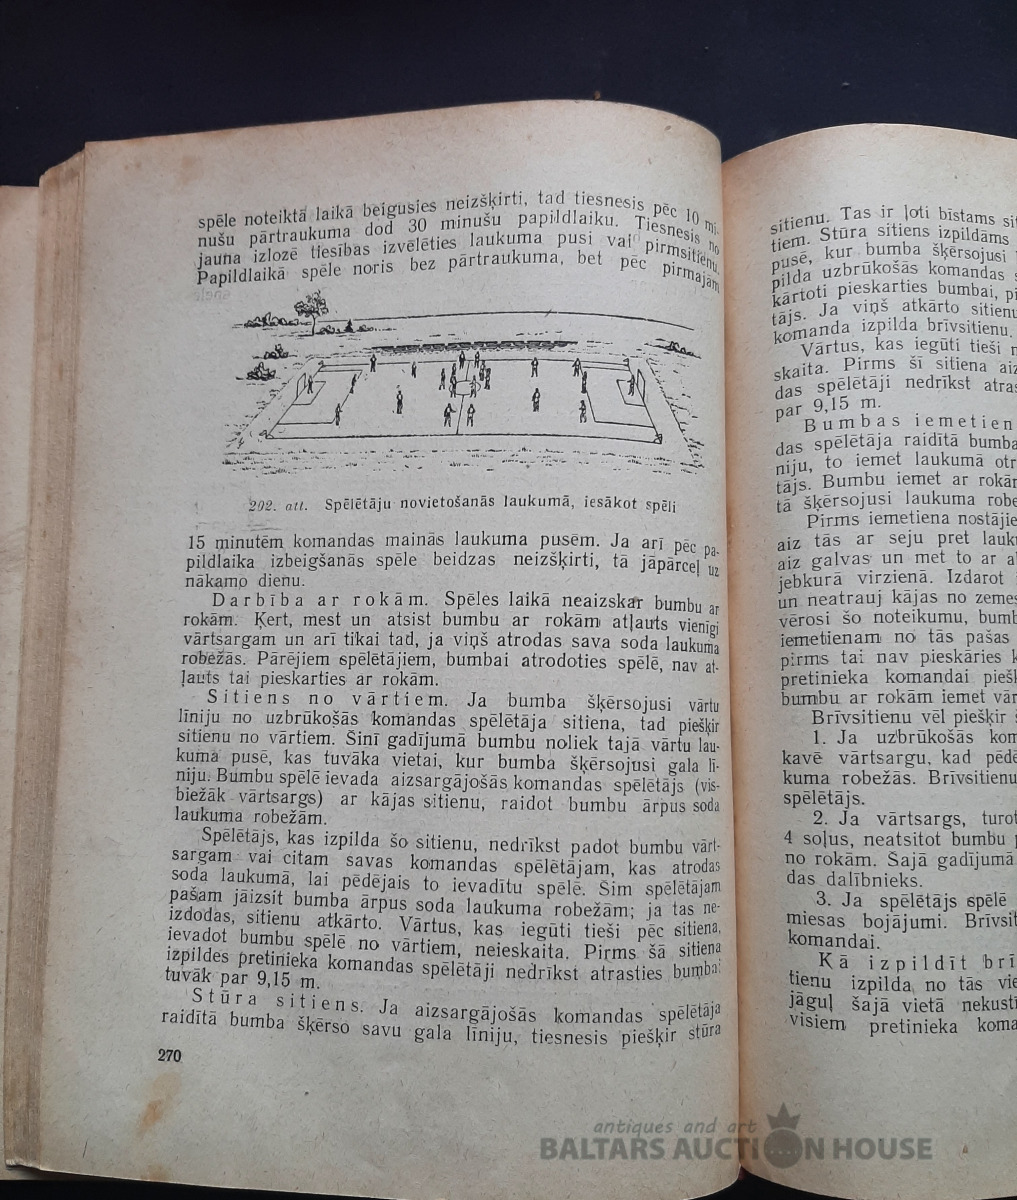 spēle noteiktā laikā beigusies neizšķirti, tad tiesnesis pēc 10 mi-
nušu pārtraukuma dod 30 minušu papildlaiku. Tiesnesis no
jauna izlozē tiesības izvēlēties laukuma pusi vai pirmsitienu.
Papildlaikā spēle noris bez pārtraukuma, bet pēc pirmajām
202. att. Spēlētāju novietošanās laukumā, iesākot spēli
15 minutēm komandas mainās laukuma pusēm. Ja arī pēc pa-
pildlaika izbeigšanās spēle beidzas neizšķirti, tā jāpārceļ uz
nākamo dienu.
Darbība ar rokām. Spēles laikā neaizskar bumbu ar
rokām. Ķert, mest un atsist bumbu ar rokām atļauts vienīgi
vārtsargam un arī tikai tad, ja viņš atrodas sava soda laukuma
robežās. Pārējiem spēlētājiem, bumbai atrodoties spēlē, nav at-
ļauts tai pieskarties ar rokām.
Sitiens no vārtiem. Ja bumba šķērsojusi vārtu
līniju no uzbrūkošās komandas spēlētāja sitiena, tad piešķir
sitienu no vārtiem. Šinī gadījumā bumbu noliek tajā vārtu lau-
kuma pusē, kas tuvāka vietai, kur bumba šķērsojusi gala lī-
niju. Bumbu spēlē ievada aizsargājošās komandas spēlētājs (vis-
biežāk vārtsargs) ar kājas sitienu, raidot bumbu ārpus soda
laukuma robežām.
Spēlētājs, kas izpilda šo sitienu, nedrīkst padot bumbu vārt-
sargam vai citam savas komandas spēlētājam, kas atrodas
soda laukumā, lai pēdējais to ievadītu spēlē. Šim spēlētājam
pašam jāizsit bumba ārpus soda laukuma robežām; ja tas ne-
izdodas, sitienu atkārto. Vārtus, kas iegūti tieši pēc sitiena,
ievadot bumbu spēlē no vārtiem, neieskaita. Pirms šā sitiena
izpildes pretinieka komandas spēlētāji nedrīkst atrasties bumbai
tuvāk par 9,15 m.
Stūra sitiens. Ja aizsargājošās komandas spēlētāja
raidītā bumba šķērso savu gala līniju, tiesnesis piešķir stūra
270
sitienu. Tas ir ļoti bīstams sit
tiem. Stūra sitiens izpildāms
pusē, kur bumba šķērsojusi
pilda uzbrūkošās komandas s
kārtoti pieskarties bumbai, pi
tājs. Ja viņš atkārto sitienu
komanda izpilda brīvsitienu.
Vārtus, kas iegūti tieši n
skaita. Pirms šī sitiena aiz
das spēlētāji nedrīkst atras
par 9,15 m.
Bumbas iemetien
das spēlētāja raidītā bumba
niju, to iemet laukumā otr
tājs. Bumbu iemet ar rokām
tā šķērsojusi laukuma robe
Pirms iemetiena nostājie
aiz tās ar seju pret lauku
aiz galvas un met to ar a
jebkurā virzienā. Izdarot
un neatrauj kājas no zemes
vērosi šo noteikumu, bumb
iemetienam no tās pašas
pirms tai nav pieskāries k
pretinieka komandai piešķ
bumbu ar rokām iemet vār
Brīvsitienu vēl piešķir š
1. Ja uzbrūkošās kom
kavē vārtsargu, kad pēdē
kuma robežās. Brīvsitienu
spēlētājs.
2. Ja vārtsargs, turot
4 soļus, neatsitot bumbu p
no rokām. Šajā gadījumā
das dalībnieks.
3. Ja spēlētājs spēlē
miesas bojājumi. Brīvsit
komandai.
Kā izpildīt brī
tienu izpilda no tās vie
jāguļ šajā vietā nekustī
visiem pretinieka koma
antiques and art
BALTARS AUCTION HOUSE